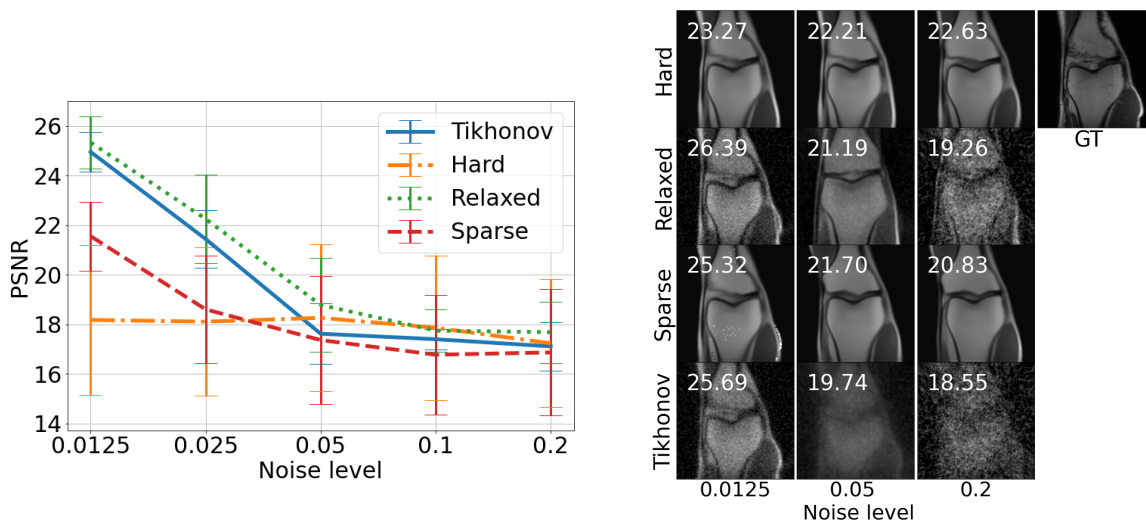 26
24
22
20
18
16
14
PSNR
0.0125 0.025 0.05 0.1 0.2
Noise level
Tikhonov
Hard
Relaxed
Sparse
Hard
23.27 22.21 22.63
GT
Relaxed
26.39 21.19 19.26
Sparse
25.32 21.70 20.83
Tikhonov
25.69 19.74 18.55
0.0125 0.05 0.2
Noise level